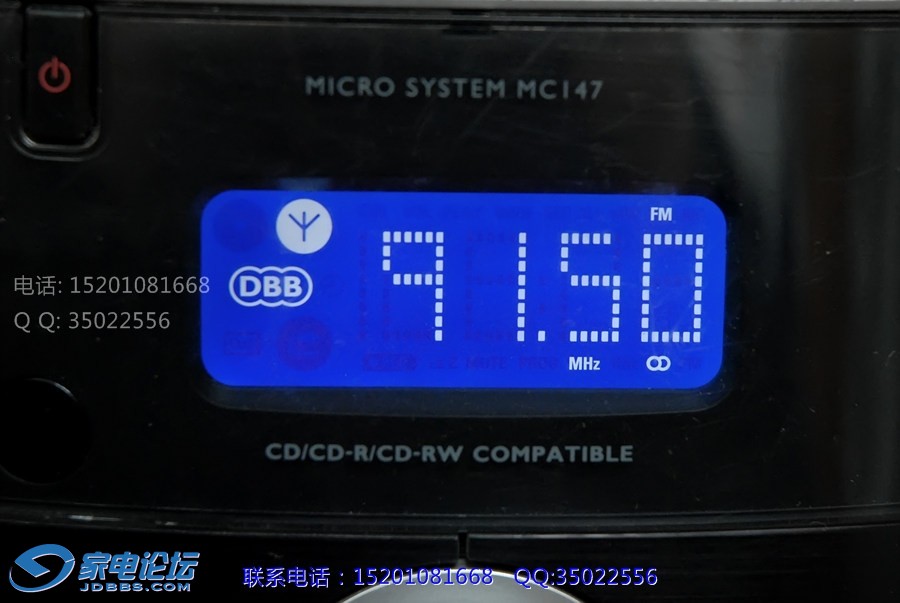 MICRO SYSTEM MC147
FM
DBB
91.50
MHz
电话: 15201081668
Q Q: 35022556
CD/CD-R/CD-RW COMPATIBLE
家电论坛
JDBBS.COM
联系电话：15201081668 QQ:35022556